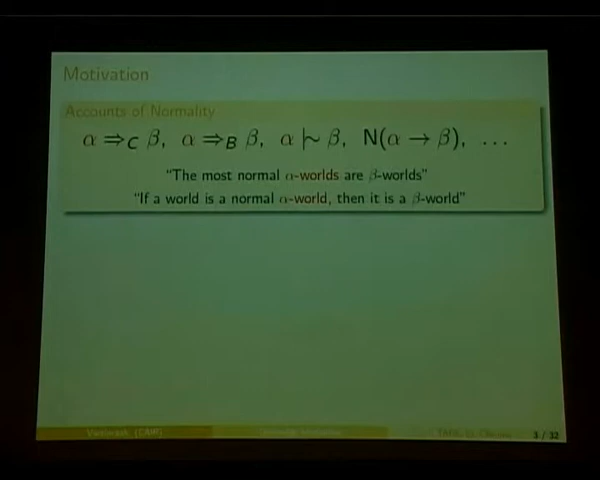 Motivation
Accounts of Normality
α ⇒C β, α ⇒B β, α |∼ β, N(α → β), ...
“The most normal α-worlds are β-worlds”
“If a world is a normal α-world, then it is a β-world”
3 / 32